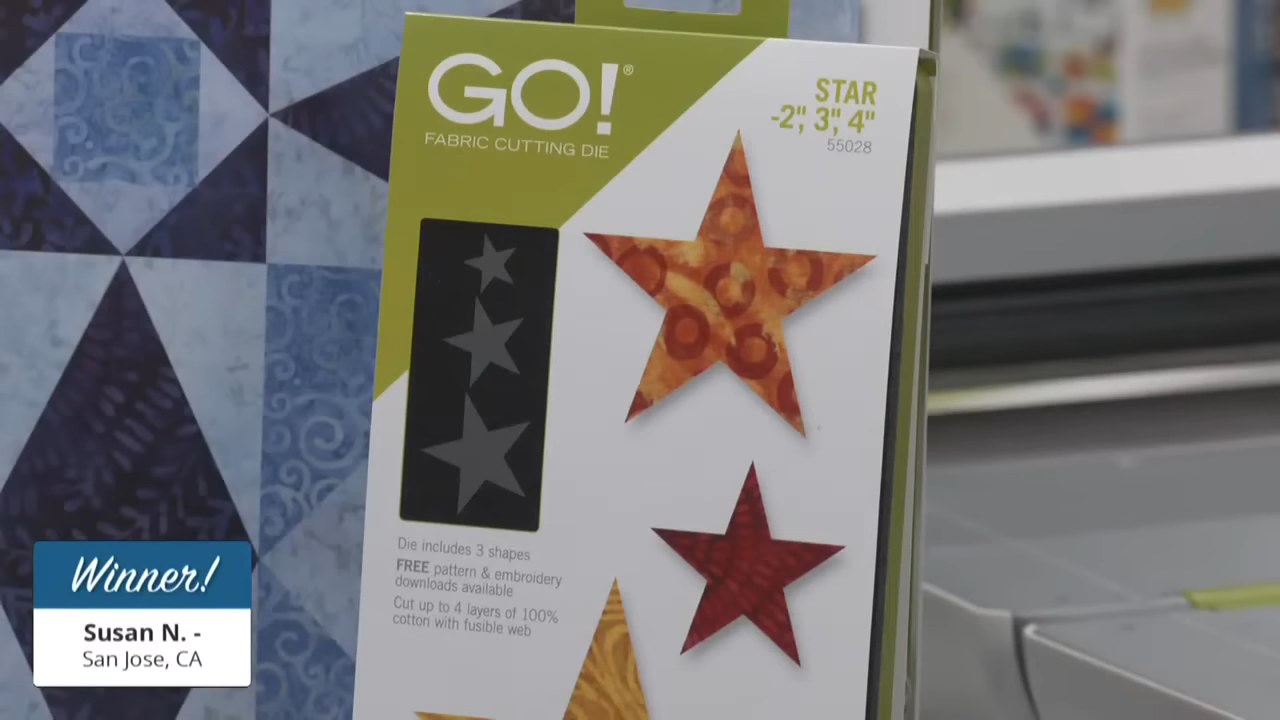 GO!®
FABRIC CUTTING DIE
STAR
-2", 3", 4"
55028
Die includes 3 shapes
FREE pattern & embroidery
downloads available
Cut up to 4 layers of 100%
cotton with fusible web
Winner!
Susan N. -
San Jose, CA